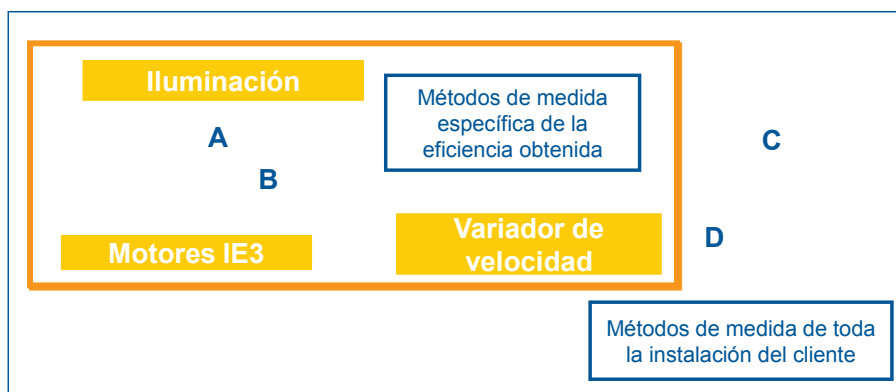 Iluminación
Métodos de medida
específica de la
eficiencia obtenida
A
B
C
Motores IE3
Variador de
velocidad
D
Métodos de medida de toda
la instalación del cliente